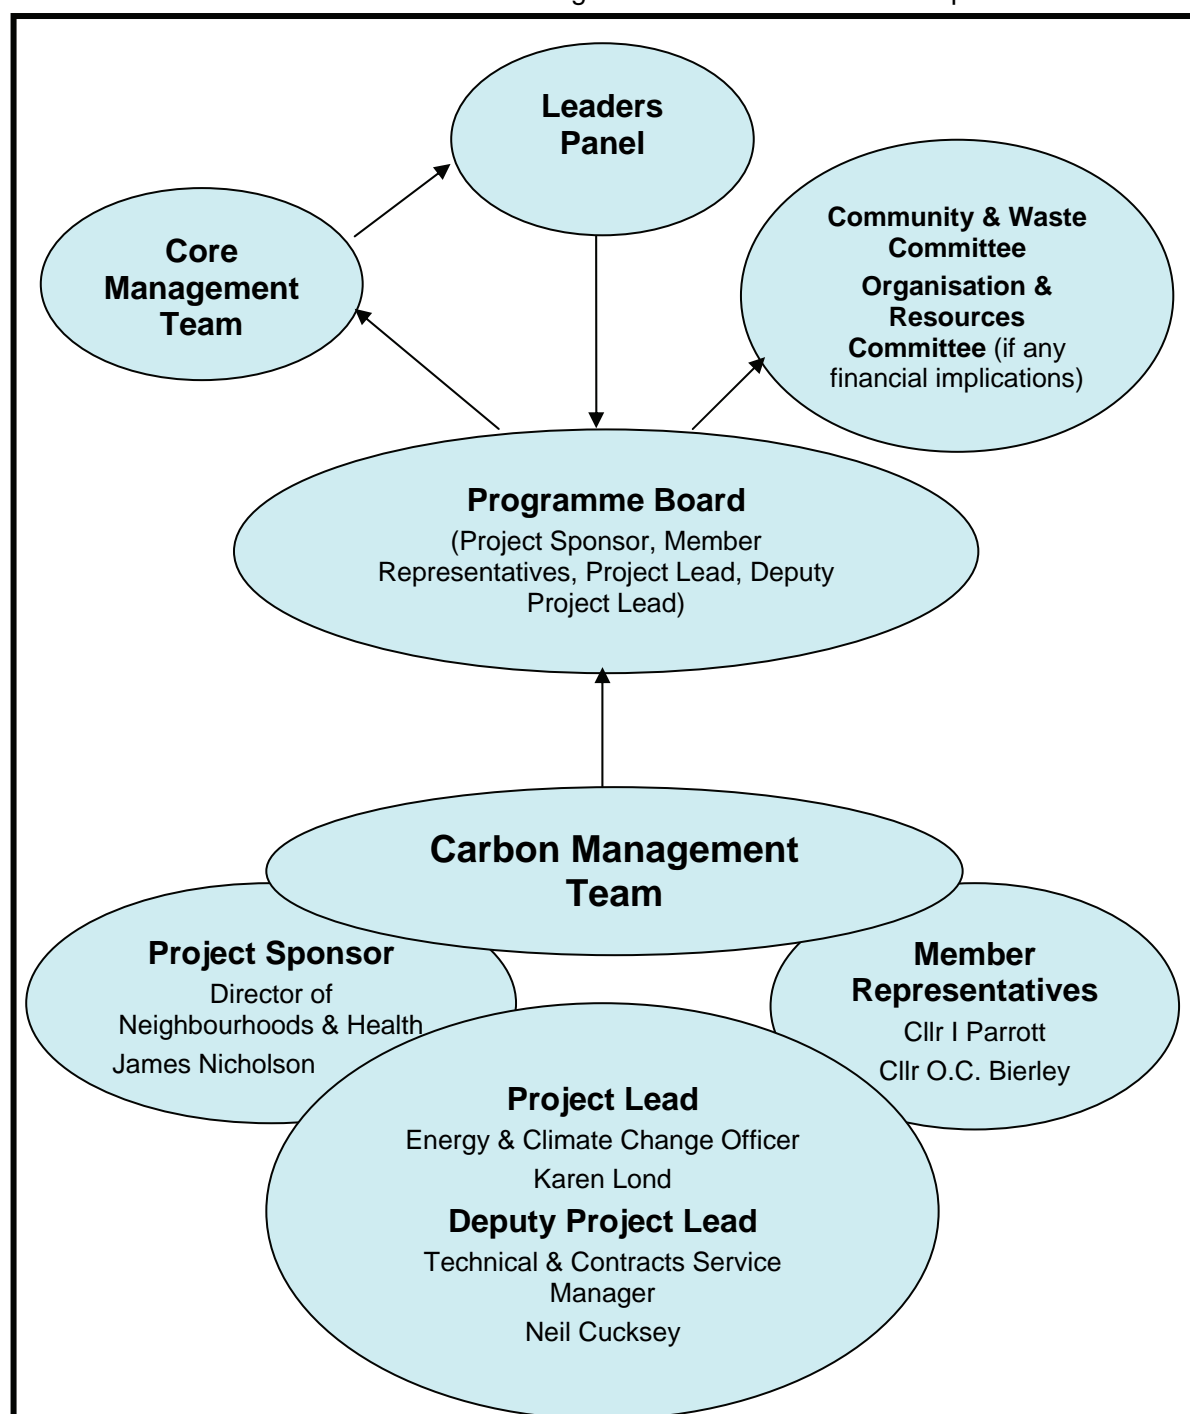 Leaders
Panel
Core
Management
Team
Community & Waste
Committee
Organisation &
Resources
Committee (if any
financial implications)
Programme Board
(Project Sponsor, Member
Representatives, Project Lead, Deputy
Project Lead)
Carbon Management
Team
Project Sponsor
Director of
Neighbourhoods & Health
James Nicholson
Member
Representatives
Cllr I Parrott
Cllr O.C. Bierley
Project Lead
Energy & Climate Change Officer
Karen Lond
Deputy Project Lead
Technical & Contracts Service
Manager
Neil Cucksey